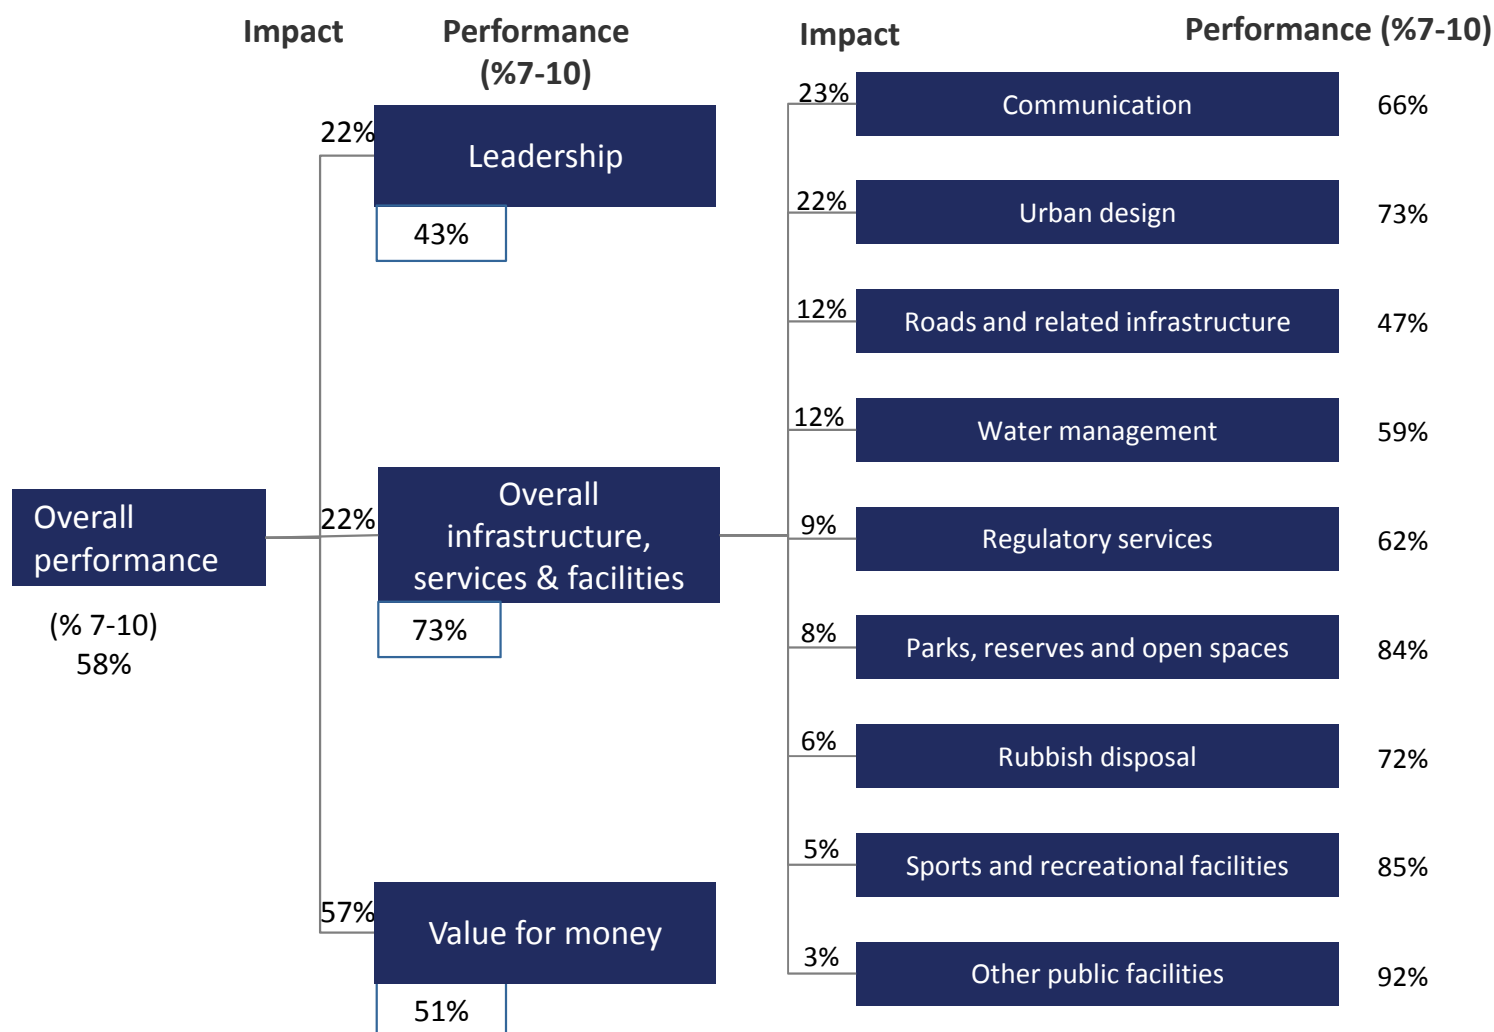 Impact
Performance
(%7-10)
Impact
Performance (%7-10)
Overall
performance
(% 7-10)
58%
22%
Leadership
43%
22%
Overall
infrastructure,
services & facilities
73%
57%
Value for money
51%
23%
Communication
66%
22%
Urban design
73%
12%
Roads and related infrastructure
47%
12%
Water management
59%
9%
Regulatory services
62%
8%
Parks, reserves and open spaces
84%
6%
Rubbish disposal
72%
5%
Sports and recreational facilities
85%
3%
Other public facilities
92%